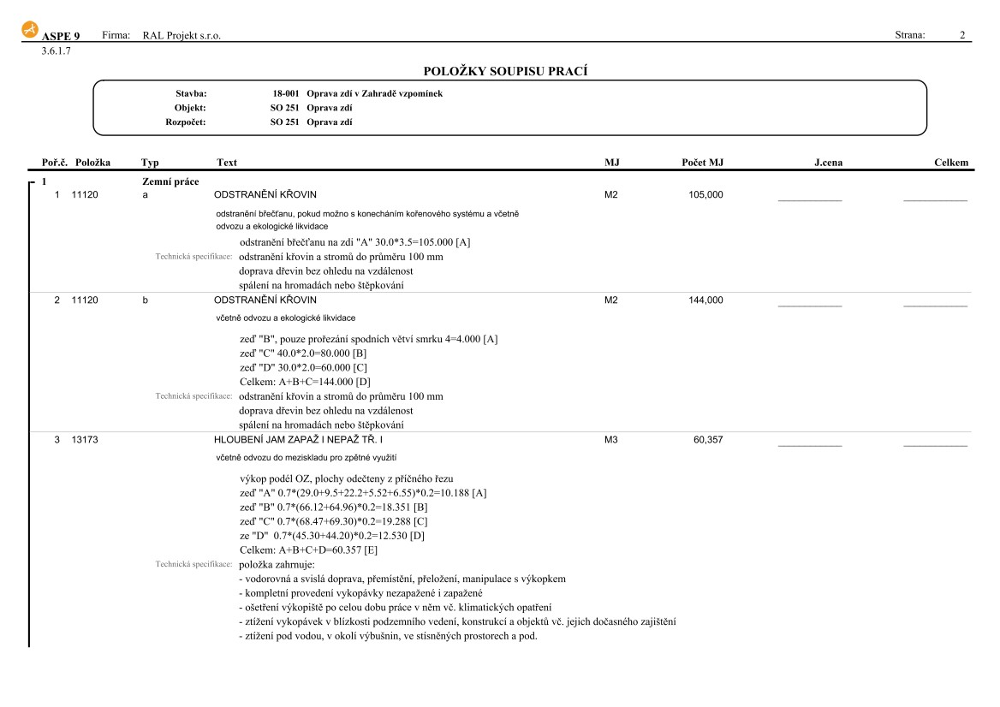 ASPE 9 Firma: RAL Projekt s.r.o. Strana: 2
3.6.1.7
POLOŽKY SOUPISU PRACÍ
Stavba: 18-001 Oprava zdí v Zahradě vzpomínek
Objekt: SO 251 Oprava zdí
Rozpočet: SO 251 Oprava zdí
Poř.č. Položka Typ Text MJ Počet MJ J.cena Celkem
1 Zemní práce
1 11120 a ODSTRANĚNÍ KŘOVIN M2 105,000
odstranění břečťanu, pokud možno s konecháním kořenového systému a včetně
odvozu a ekologické likvidace
odstranění břečťanu na zdi "A" 30.0*3.5=105.000 [A]
Technická specifikace: odstranění křovin a stromů do průměru 100 mm
doprava dřevin bez ohledu na vzdálenost
spálení na hromadách nebo štěpkování
2 11120 b ODSTRANĚNÍ KŘOVIN M2 144,000
včetně odvozu a ekologické likvidace
zeď "B", pouze prořezání spodních větví smrku 4=4.000 [A]
zeď "C" 40.0*2.0=80.000 [B]
zeď "D" 30.0*2.0=60.000 [C]
Celkem: A+B+C=144.000 [D]
Technická specifikace: odstranění křovin a stromů do průměru 100 mm
doprava dřevin bez ohledu na vzdálenost
spálení na hromadách nebo štěpkování
3 13173 HLOUBENÍ JAM ZAPAŽ I NEPAŽ TŘ. I M3 60,357
včetně odvozu do meziskladu pro zpětné využití
výkop podél OZ, plochy odečteny z příčného řezu
zeď "A" 0.7*(29.0+9.5+22.2+5.52+6.55)*0.2=10.188 [A]
zeď "B" 0.7*(66.12+64.96)*0.2=18.351 [B]
zeď "C" 0.7*(68.47+69.30)*0.2=19.288 [C]
ze "D" 0.7*(45.30+44.20)*0.2=12.530 [D]
Celkem: A+B+C+D=60.357 [E]
Technická specifikace: položka zahrnuje:
- vodorovná a svislá doprava, přemístění, přeložení, manipulace s výkopkem
- kompletní provedení vykopávky nezapažené i zapažené
- ošetření výkopiště po celou dobu práce v něm vč. klimatických opatření
- ztížení vykopávek v blízkosti podzemního vedení, konstrukcí a objektů vč. jejich dočasného zajištění
- ztížení pod vodou, v okolí výbušnin, ve stísněných prostorech a pod.